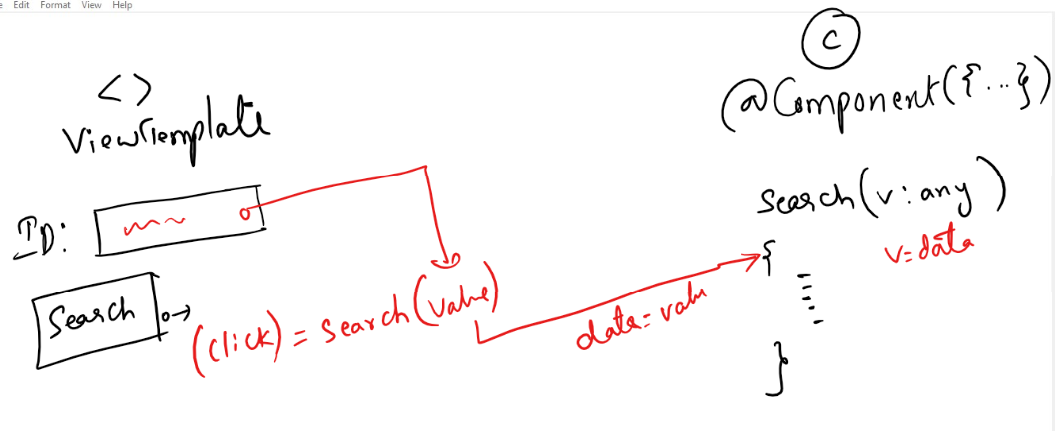 Edit Format View Help
C
< >
ViewTemplate
@Component({...})
ID:
Search
(click) = search(value)
data = valu
search(v: any)
v=data
{
}